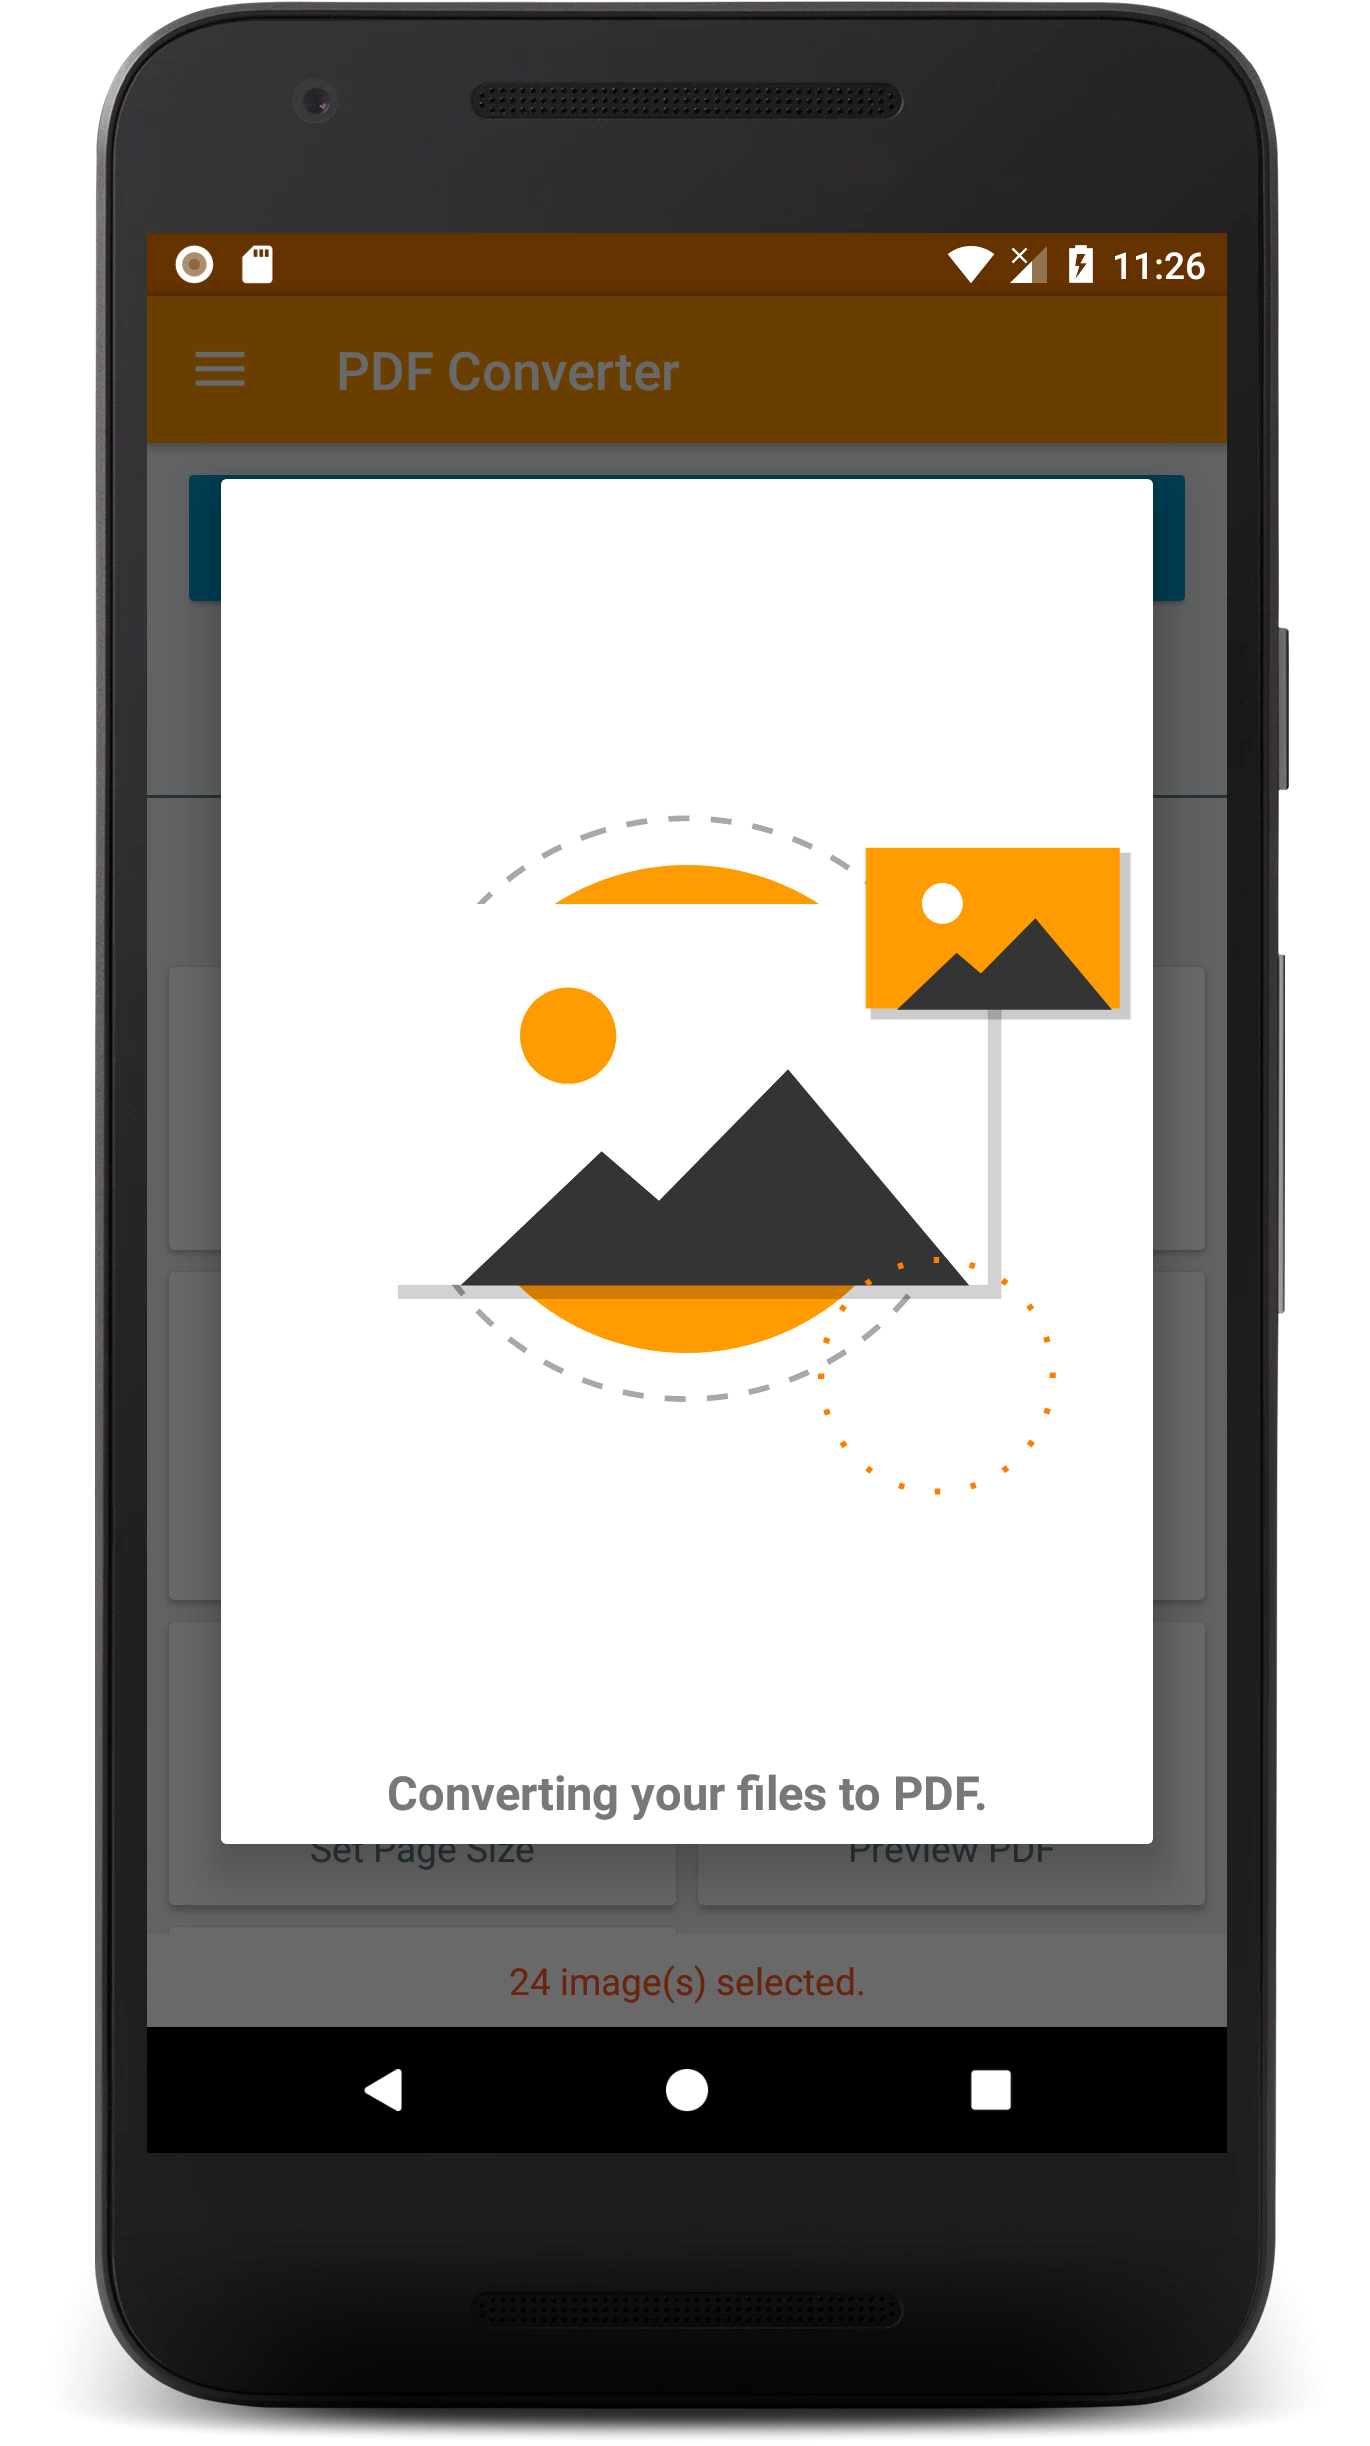 11:26
PDF Converter
Converting your files to PDF.
Set Page Size
Preview PDF
24 image(s) selected.